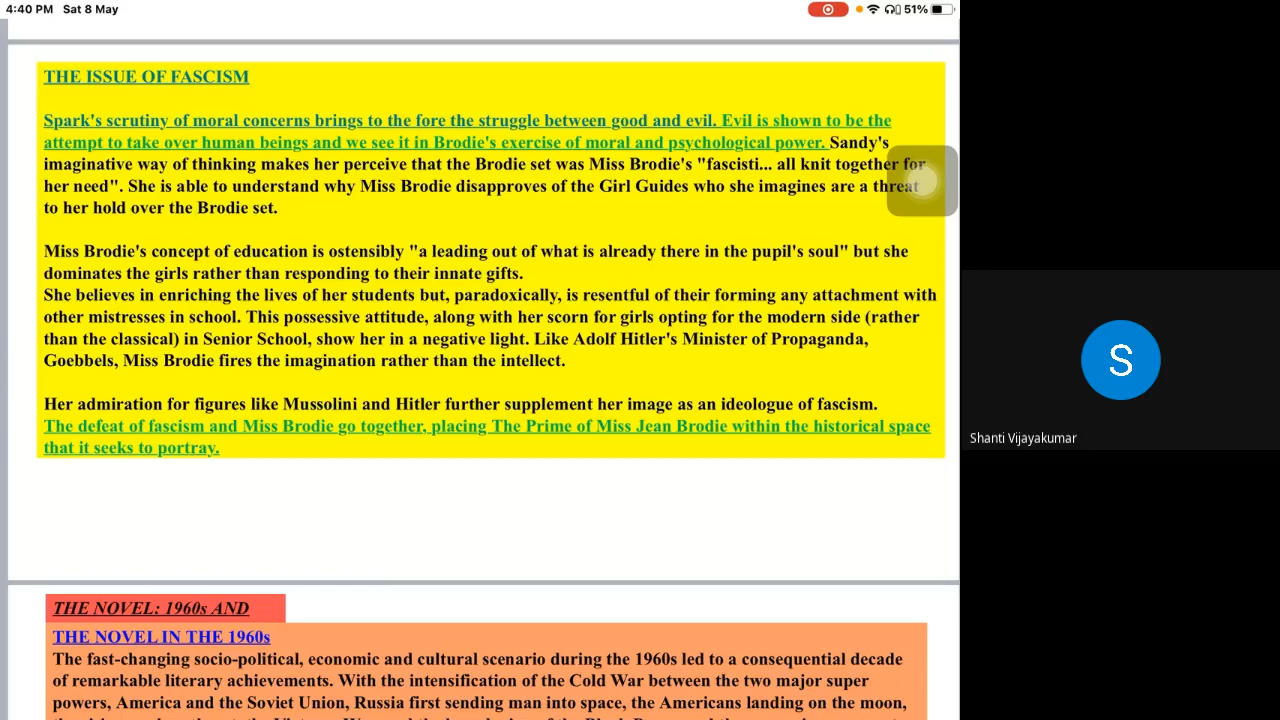 4:40 PM Sat 8 May
51%
THE ISSUE OF FASCISM
Spark's scrutiny of moral concerns brings to the fore the struggle between good and evil. Evil is shown to be the
attempt to take over human beings and we see it in Brodie's exercise of moral and psychological power. Sandy's
imaginative way of thinking makes her perceive that the Brodie set was Miss Brodie's "fascisti... all knit together for
her need". She is able to understand why Miss Brodie disapproves of the Girl Guides who she imagines are a threat
to her hold over the Brodie set.
Miss Brodie's concept of education is ostensibly "a leading out of what is already there in the pupil's soul" but she
dominates the girls rather than responding to their innate gifts.
She believes in enriching the lives of her students but, paradoxically, is resentful of their forming any attachment with
other mistresses in school. This possessive attitude, along with her scorn for girls opting for the modern side (rather
than the classical) in Senior School, show her in a negative light. Like Adolf Hitler's Minister of Propaganda,
Goebbels, Miss Brodie fires the imagination rather than the intellect.
Her admiration for figures like Mussolini and Hitler further supplement her image as an ideologue of fascism.
The defeat of fascism and Miss Brodie go together, placing The Prime of Miss Jean Brodie within the historical space
that it seeks to portray.
S
Shanti Vijayakumar
THE NOVEL: 1960s AND
THE NOVEL IN THE 1960s
The fast-changing socio-political, economic and cultural scenario during the 1960s led to a consequential decade
of remarkable literary achievements. With the intensification of the Cold War between the two major super
powers, America and the Soviet Union, Russia first sending man into space, the Americans landing on the moon,